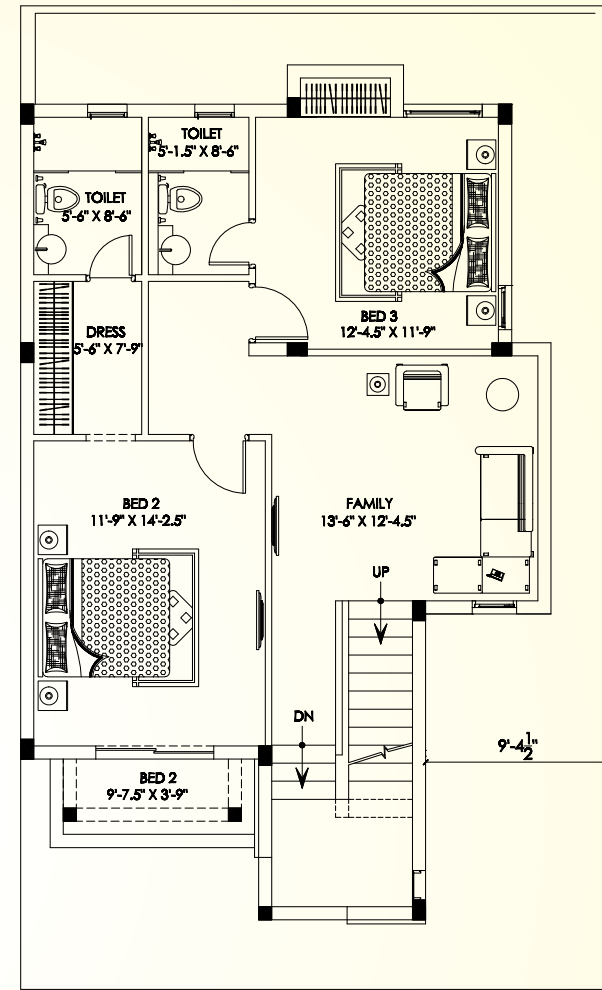 TOILET
5'-1.5" X 8'-6"
TOILET
5'-6" X 8'-6"
BED 3
12'-4.5" X 11'-9"
DRESS
5'-6" X 7'-9"
BED 2
11'-9" X 14'-2.5"
FAMILY
13'-6" X 12'-4.5"
UP
DN
9'-4 1/2"
BED 2
9'-7.5" X 3'-9"